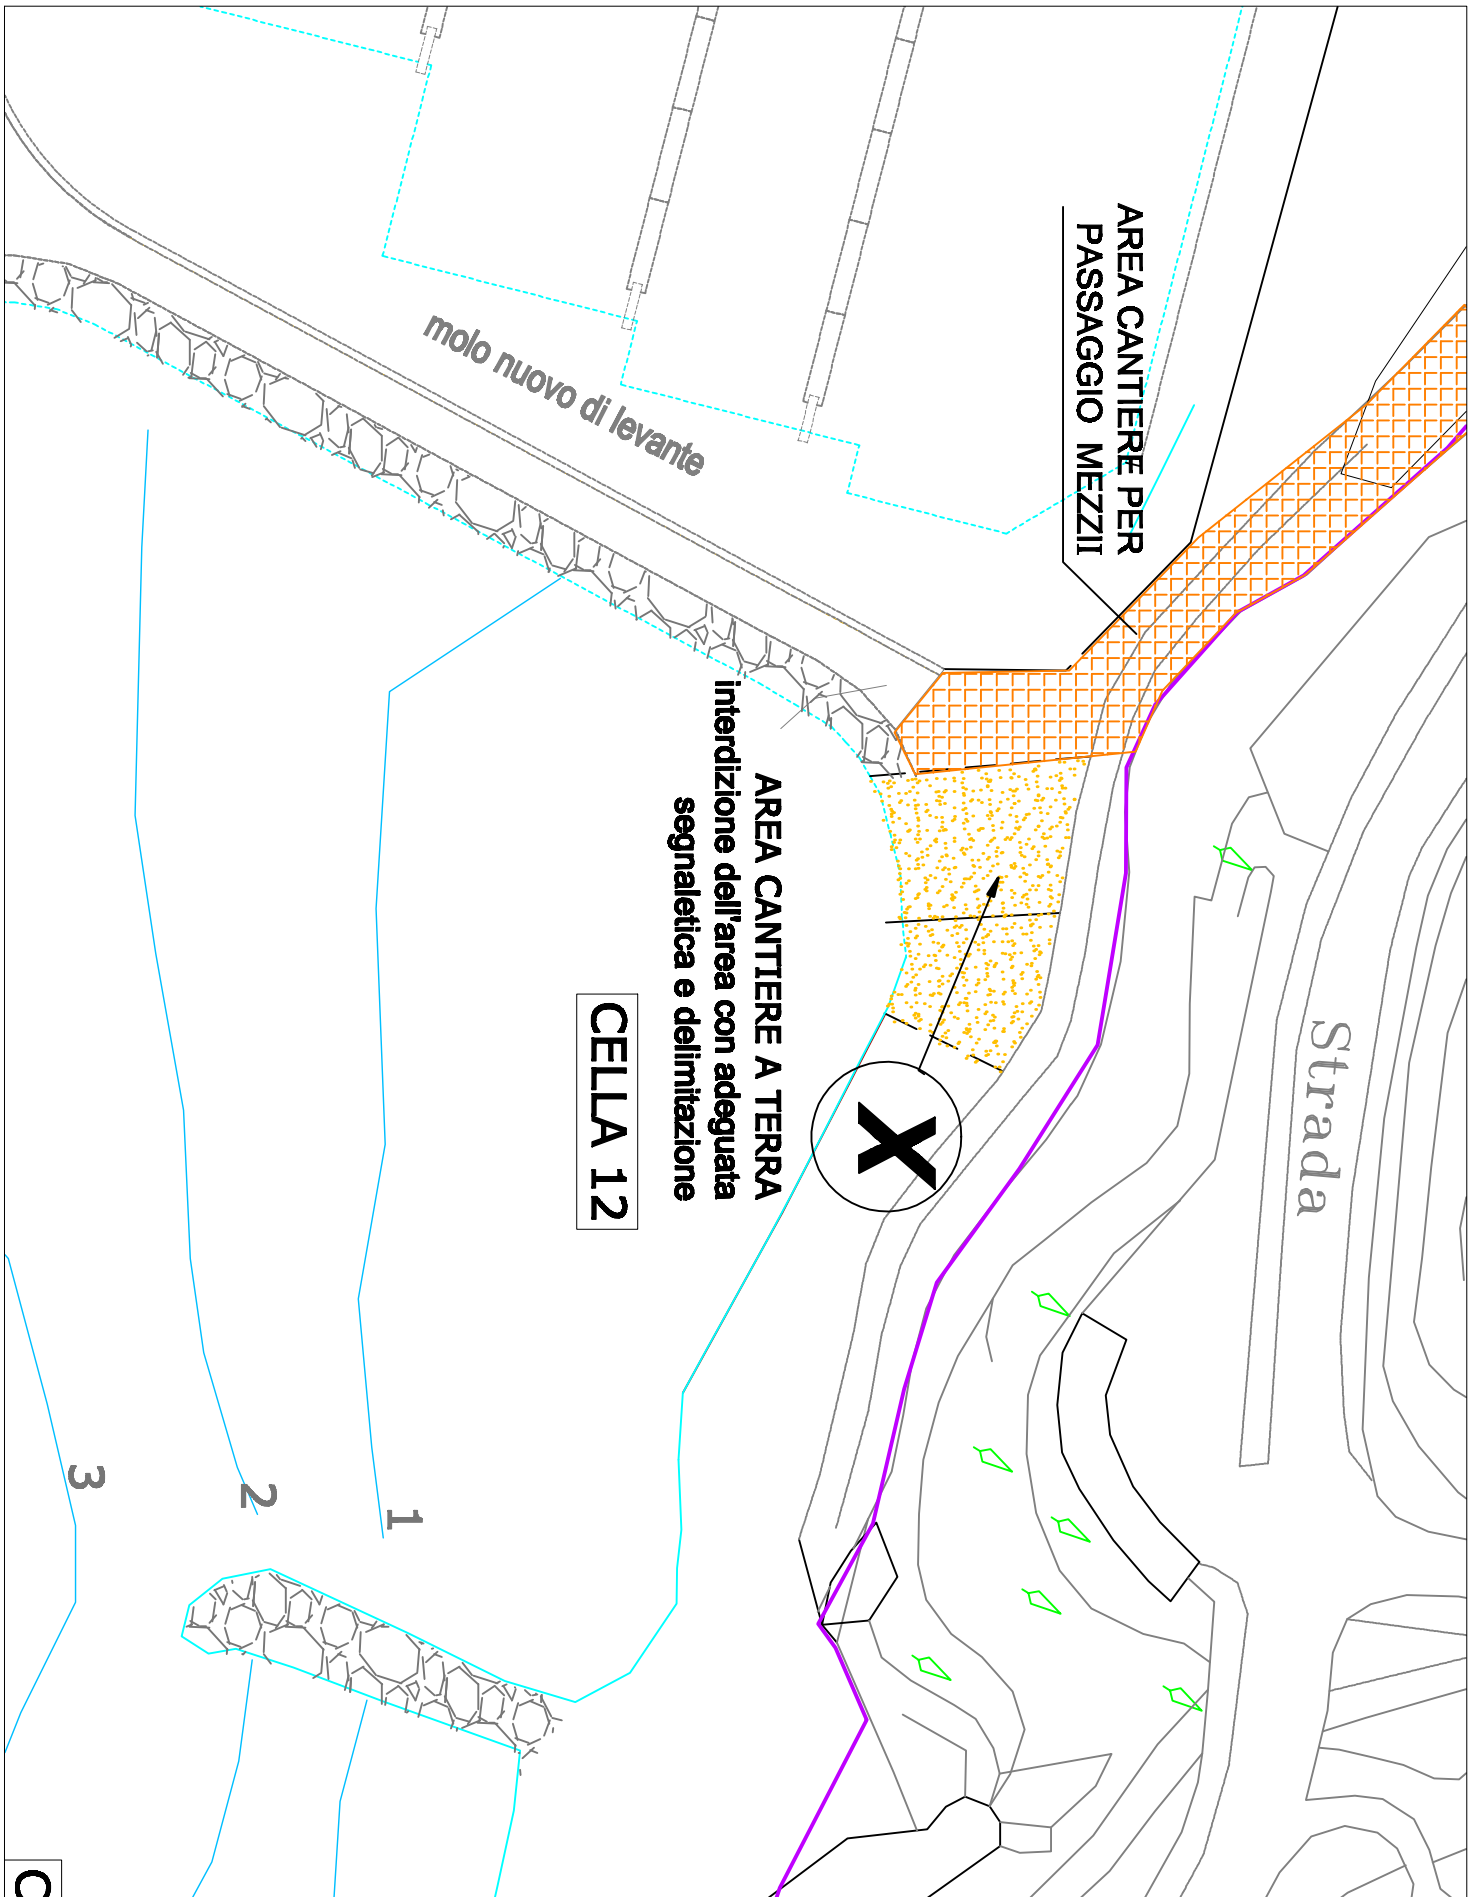 AREA CANTIERE PER
PASSAGGIO MEZZII
molo nuovo di levante
AREA CANTIERE A TERRA
interdizione dell'area con adeguata
segnaletica e delimitazione
X
CELLA 12
Strada
1
2
3
C